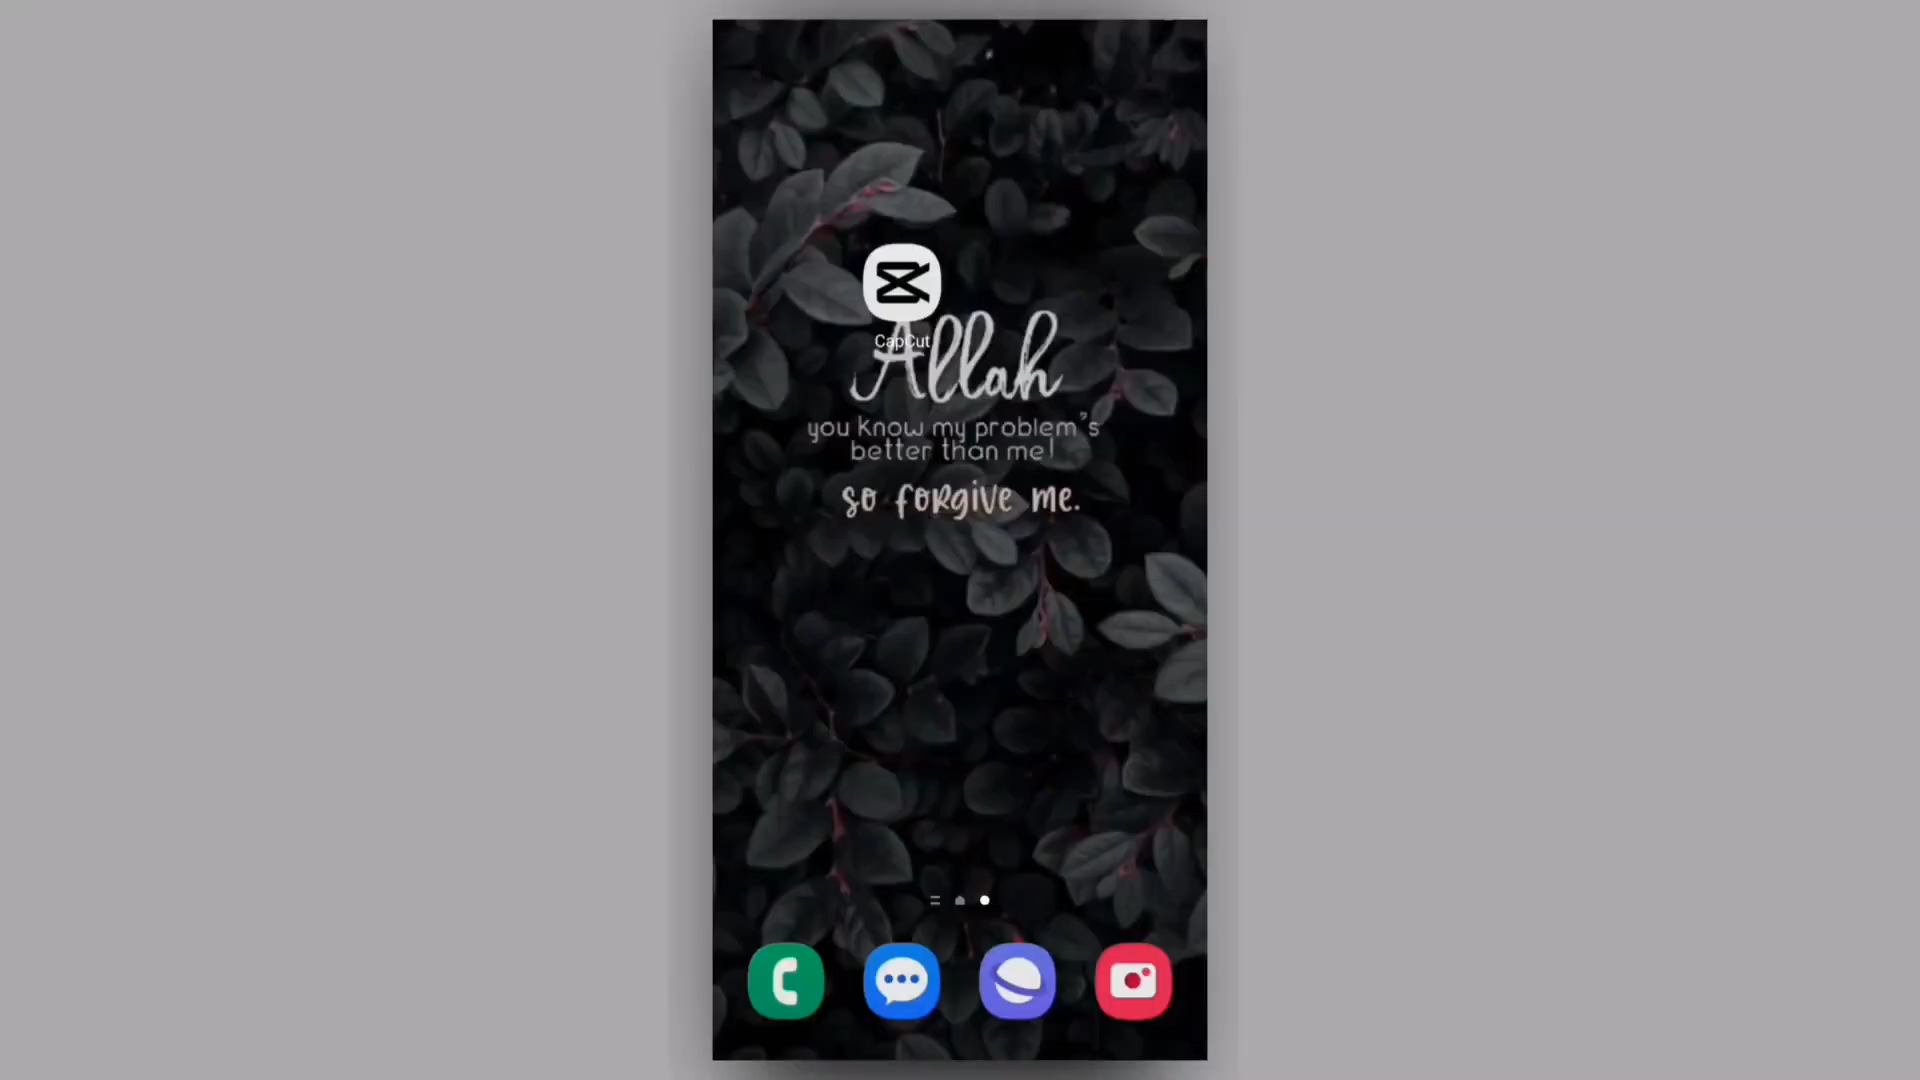 CapCut
Allah
you know my problem's
better than me!
so forgive me.